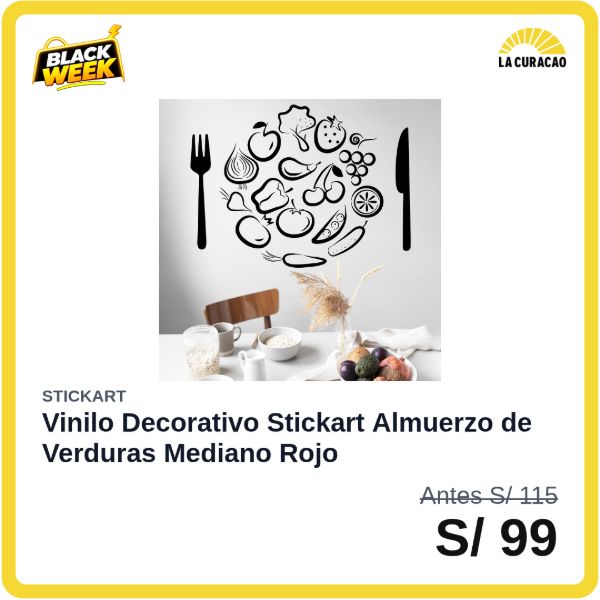 BLACK
WEEK
LA CURACAO
STICKART
Vinilo Decorativo Stickart Almuerzo de
Verduras Mediano Rojo
Antes S/ 115
S/ 99